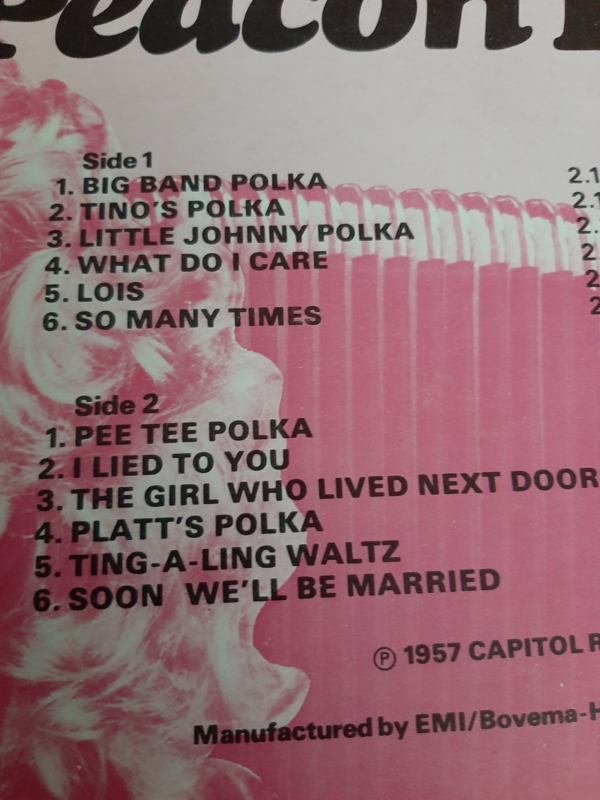 Side 1
1. BIG BAND POLKA
2. TINO'S POLKA
3. LITTLE JOHNNY POLKA
4. WHAT DO I CARE
5. LOIS
6. SO MANY TIMES
Side 2
1. PEE TEE POLKA
2. I LIED TO YOU
3. THE GIRL WHO LIVED NEXT DOOR
4. PLATT'S POLKA
5. TING-A-LING WALTZ
6. SOON WE'LL BE MARRIED
Ⓟ 1957 CAPITOL
Manufactured by EMI/Bovema-H